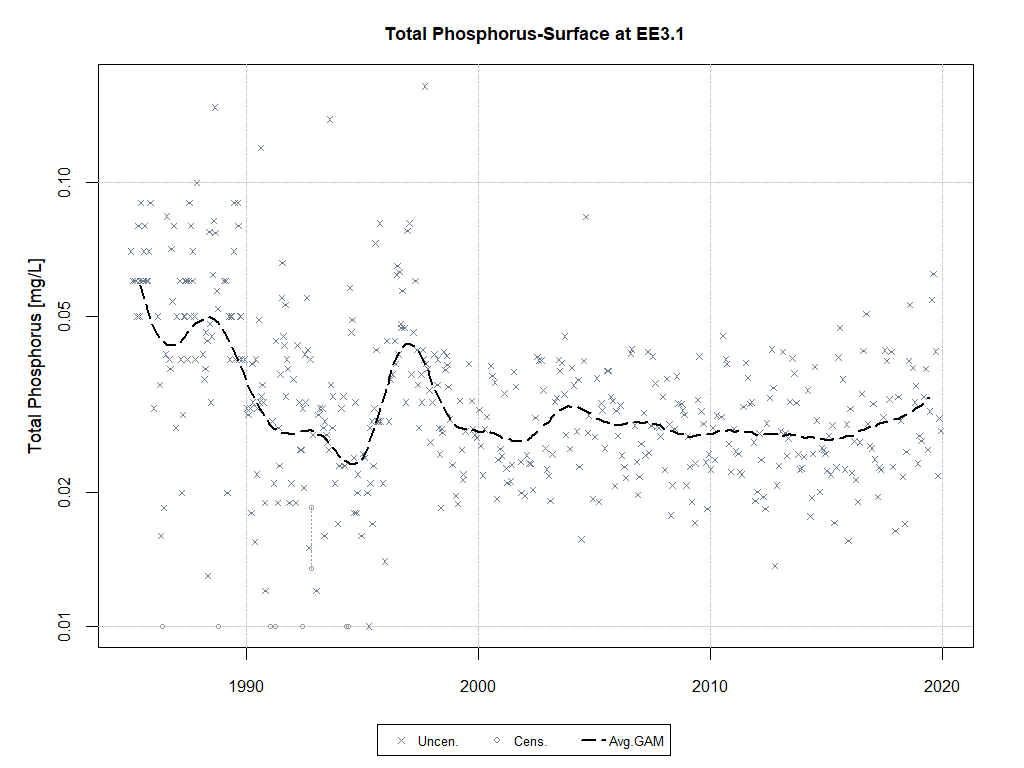 Total Phosphorus-Surface at EE3.1
Total Phosphorus [mg/L]
0.10
0.05
0.02
0.01
1990 2000 2010 2020
Uncen. Cens. Avg.GAM